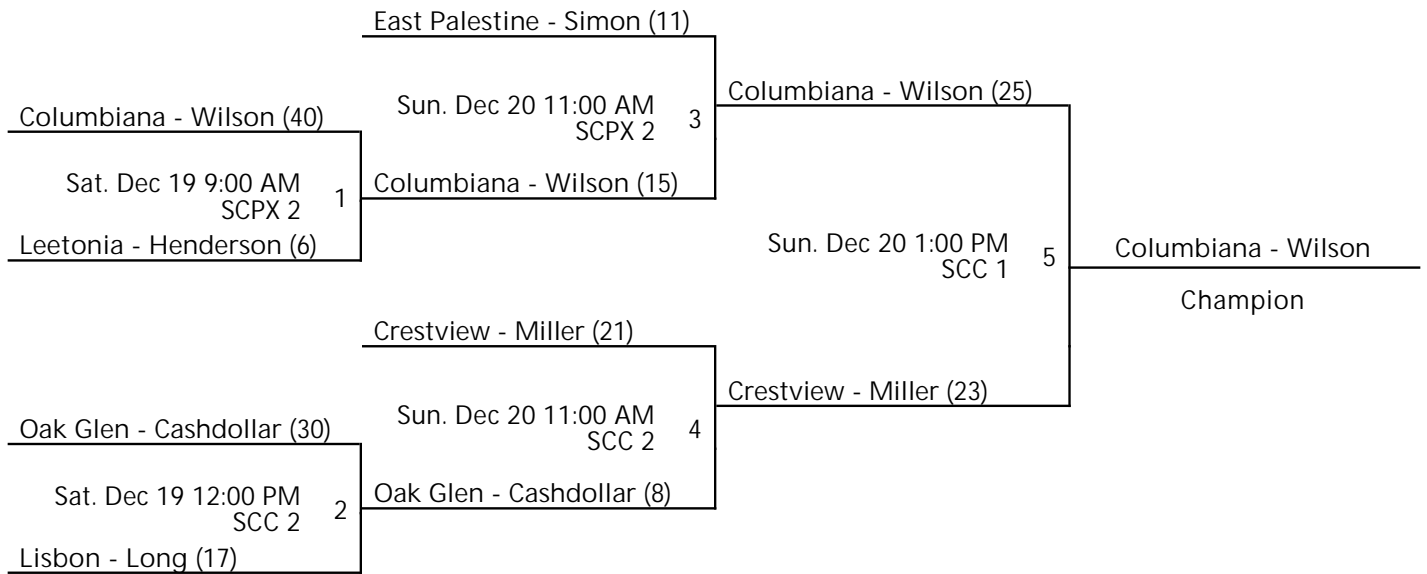 East Palestine - Simon (11)
Columbiana - Wilson (40)
Sun. Dec 20 11:00 AM
SCPX 2
3
Columbiana - Wilson (25)
Sat. Dec 19 9:00 AM
SCPX 2
1
Columbiana - Wilson (15)
Leetonia - Henderson (6)
Sun. Dec 20 1:00 PM
SCC 1
5
Columbiana - Wilson
Champion
Crestview - Miller (21)
Oak Glen - Cashdollar (30)
Sun. Dec 20 11:00 AM
SCC 2
4
Crestview - Miller (23)
Sat. Dec 19 12:00 PM
SCC 2
2
Oak Glen - Cashdollar (8)
Lisbon - Long (17)